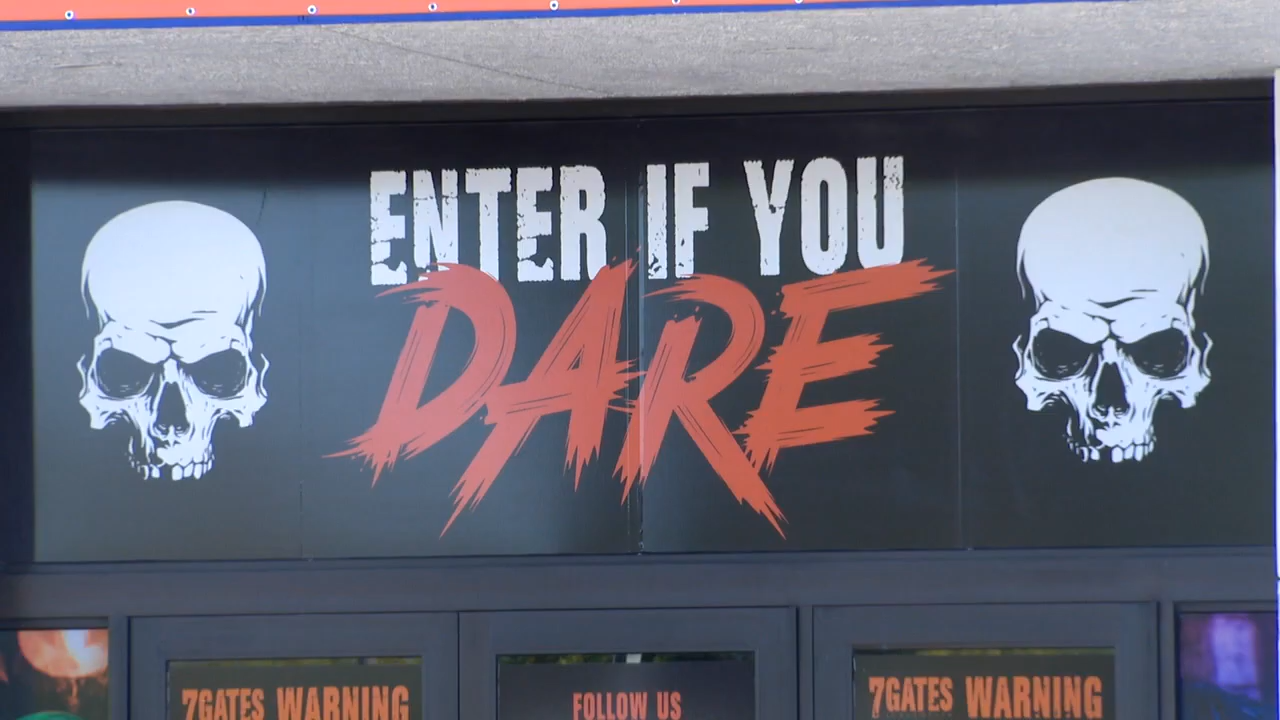 ENTER IF YOU
DARE
7GATES WARNING
FOLLOW US
7GATES WARNING